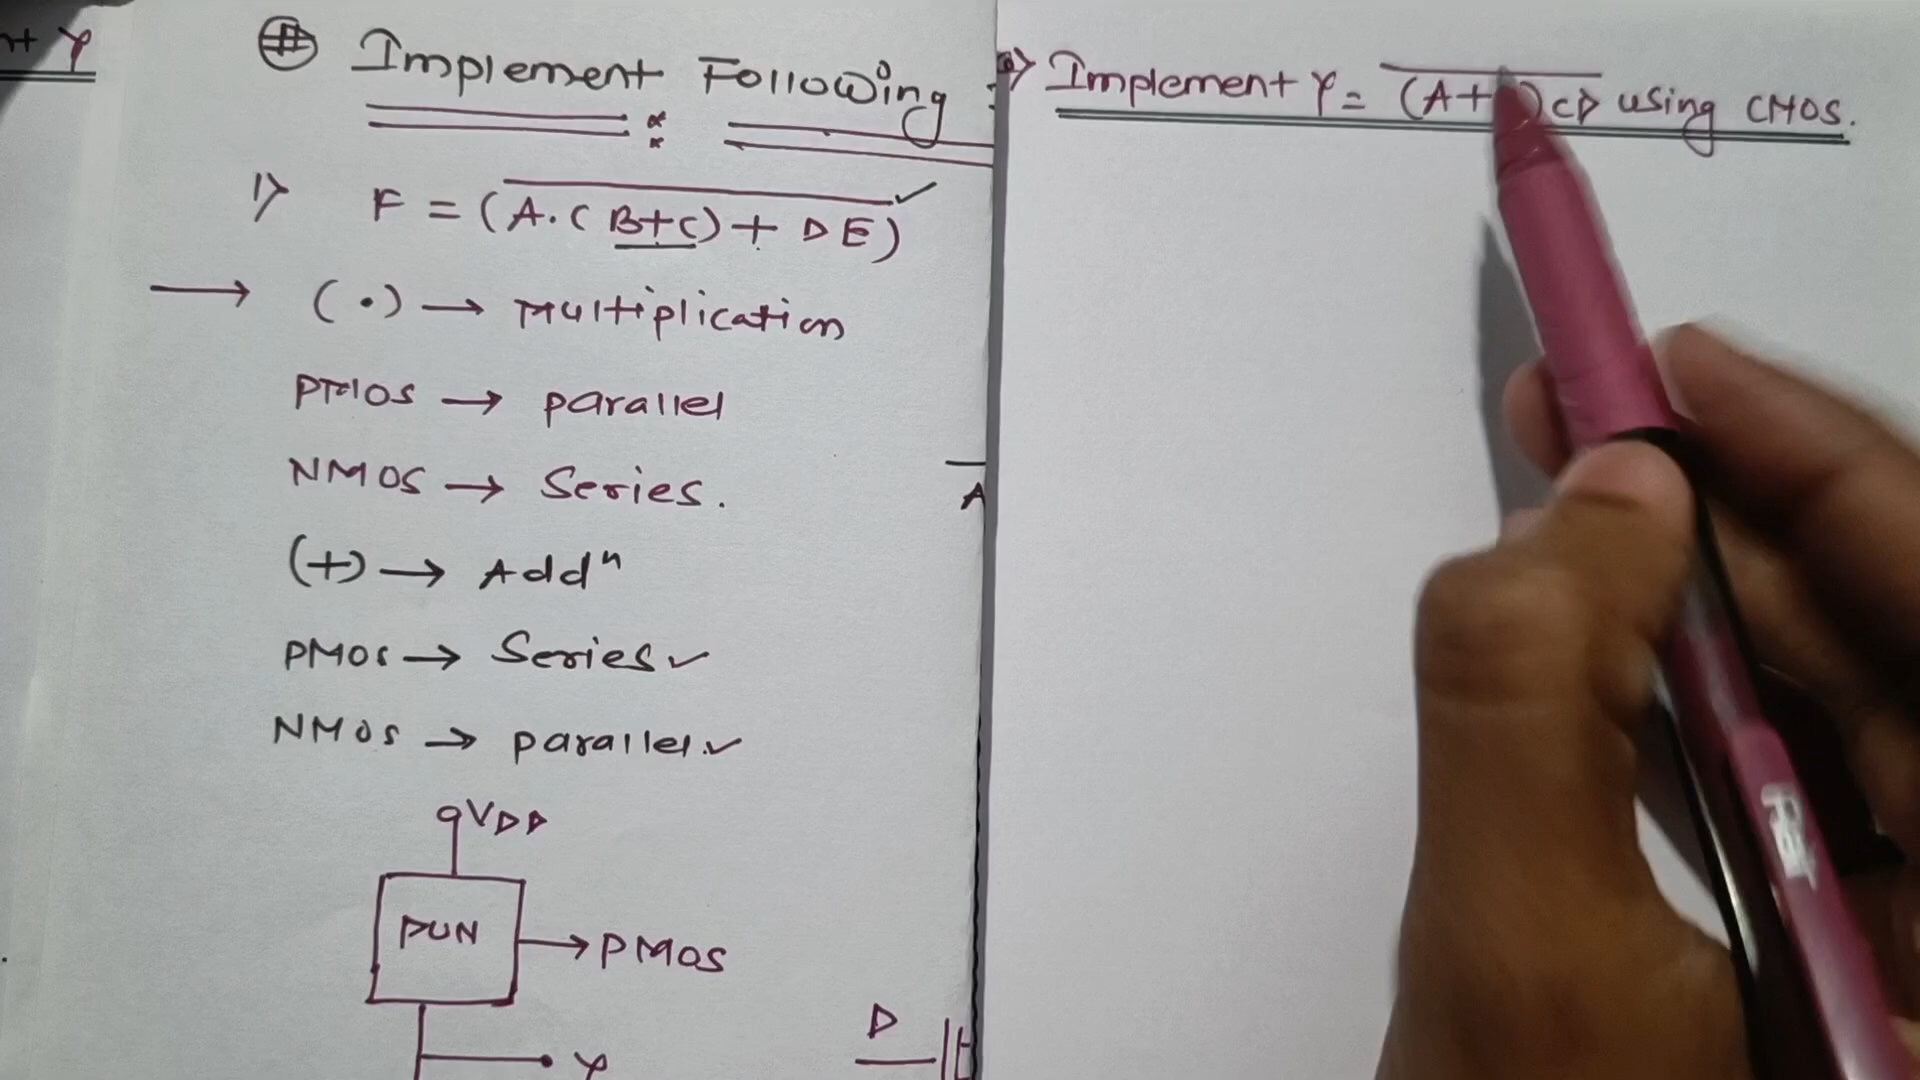 nt Y
# Implement Following :
1) F = (A.(B+C) + DE)
→ (.) → Multiplication
PMOS → parallel
NMOS → Series.
(+) → Addⁿ
PMOS → Series ✓
NMOS → parallel. ✓
VDD
PUN → PMOS
Y
A
D
Implement Y = (A+ )CD using CMOS.